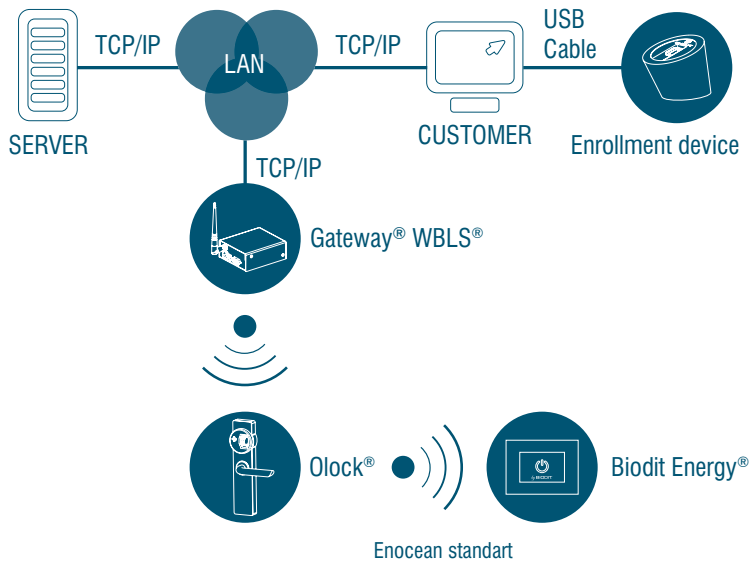 TCP/IP
LAN
TCP/IP
USB
Cable
SERVER
CUSTOMER
Enrollment device
TCP/IP
Gateway® WBLS®
Olock®
BIODIT
Biodit Energy®
Enocean standart